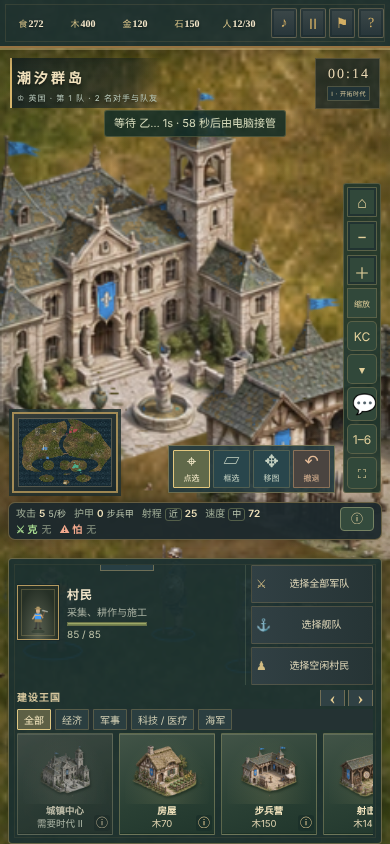 食272 木400 金120 石150 人12/30 ♪ || ⚑ ?
潮汐群岛
♔ 英国 · 第 1 队 · 2 名对手与队友
00:14
I · 开拓时代
等待 乙... 1s · 58 秒后由电脑接管
⌂
−
+
缩放
KC
▼
💬
1–6
点选 框选 移图 撤退
攻击 5 5/秒 护甲 0 步兵甲 射程 近 25 速度 中 72
克 无 怕 无
村民
采集、耕作与施工
85 / 85
选择全部军队
选择舰队
选择空闲村民
建设王国
‹ ›
全部 经济 军事 科技 / 医疗 海军
城镇中心 房屋 步兵营
需要时代 II 木70 木150 木14